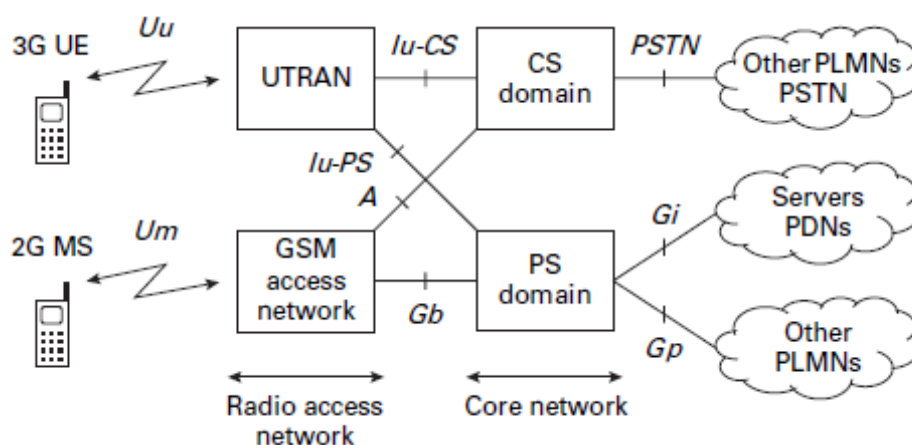 3G UE
Uu
UTRAN
Iu-CS
CS
domain
PSTN
Other PLMNs
PSTN
Iu-PS
A
2G MS
Um
GSM
access
network
Gb
PS
domain
Gi
Servers
PDNs
Gp
Other
PLMNs
Radio access
network
Core network